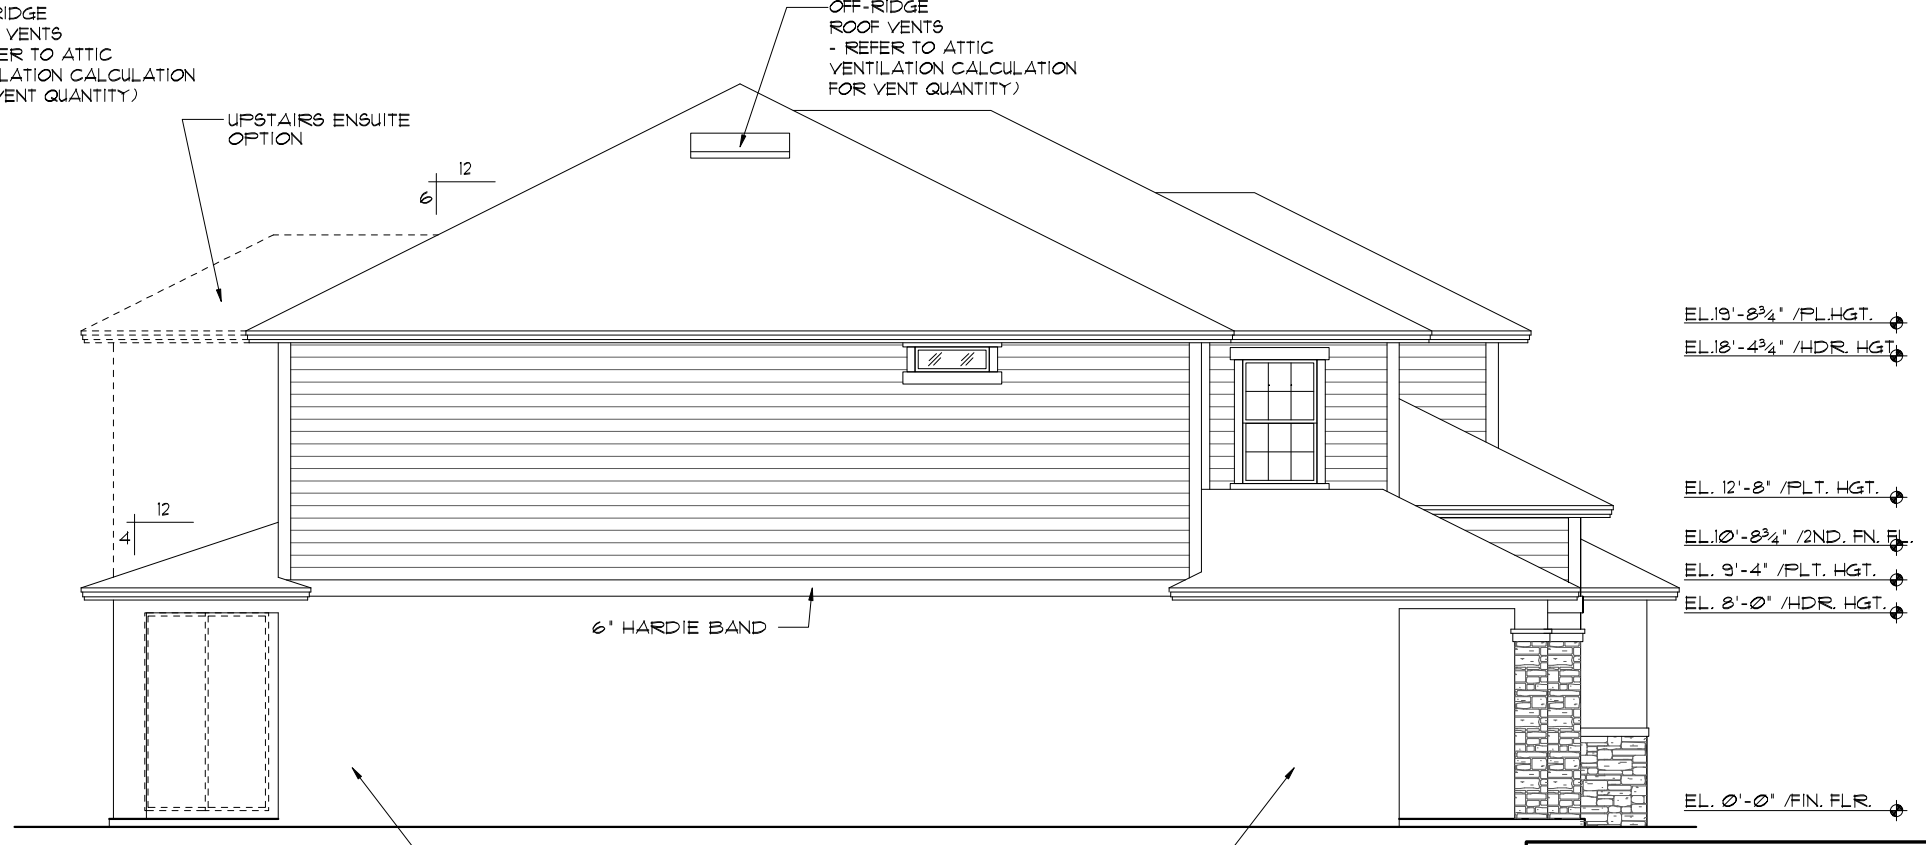 RIDGE
VENTS
ER TO ATTIC
LATION CALCULATION
VENT QUANTITY)
OFF-RIDGE
ROOF VENTS
- REFER TO ATTIC
VENTILATION CALCULATION
FOR VENT QUANTITY)
UPSTAIRS ENSUITE
OPTION
12
6
12
4
6" HARDIE BAND
EL.19'-8¾" /PL.HGT.
EL.18'-4¾" /HDR. HGT
EL. 12'-8" /PLT. HGT.
EL.10'-8¾" /2ND. FN. FL.
EL. 9'-4" /PLT. HGT.
EL. 8'-0" /HDR. HGT.
EL. 0'-0" /FIN. FLR.